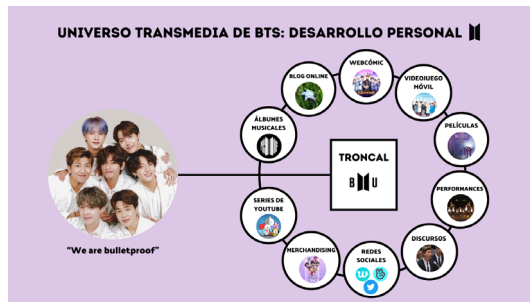 UNIVERSO TRANSMEDIA DE BTS: DESARROLLO PERSONAL
WEBCÓMIC
BLOG ONLINE
VIDEOJUEGO
MÓVIL
ÁLBUMES
MUSICALES
PELÍCULAS
TRONCAL
B U
SERIES DE
YOUTUBE
PERFORMANCES
MERCHANDISING
REDES
SOCIALES
DISCURSOS
"We are bulletproof"